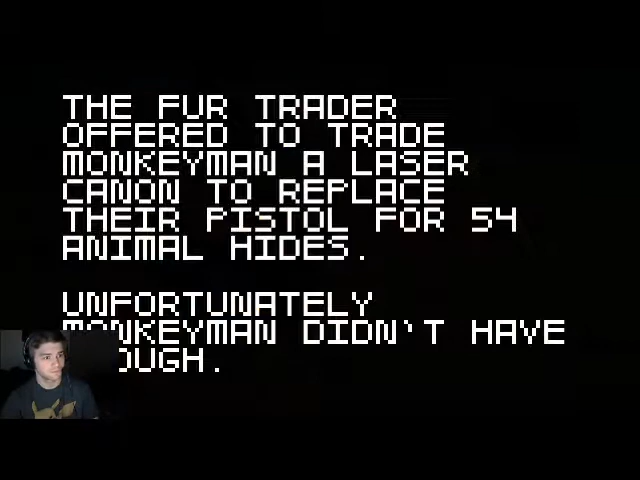 THE FUR TRADER
OFFERED TO TRADE
MONKEYMAN A LASER
CANON TO REPLACE
THEIR PISTOL FOR 54
ANIMAL HIDES.
UNFORTUNATELY
MONKEYMAN DIDN'T HAVE
OUGH.